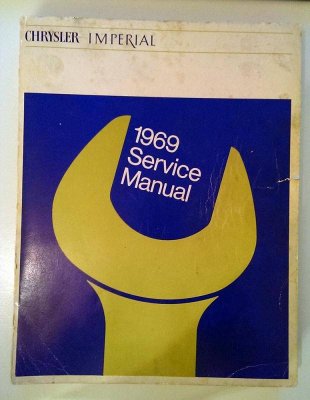 CHRYSLER IMPERIAL
1969
Service
Manual